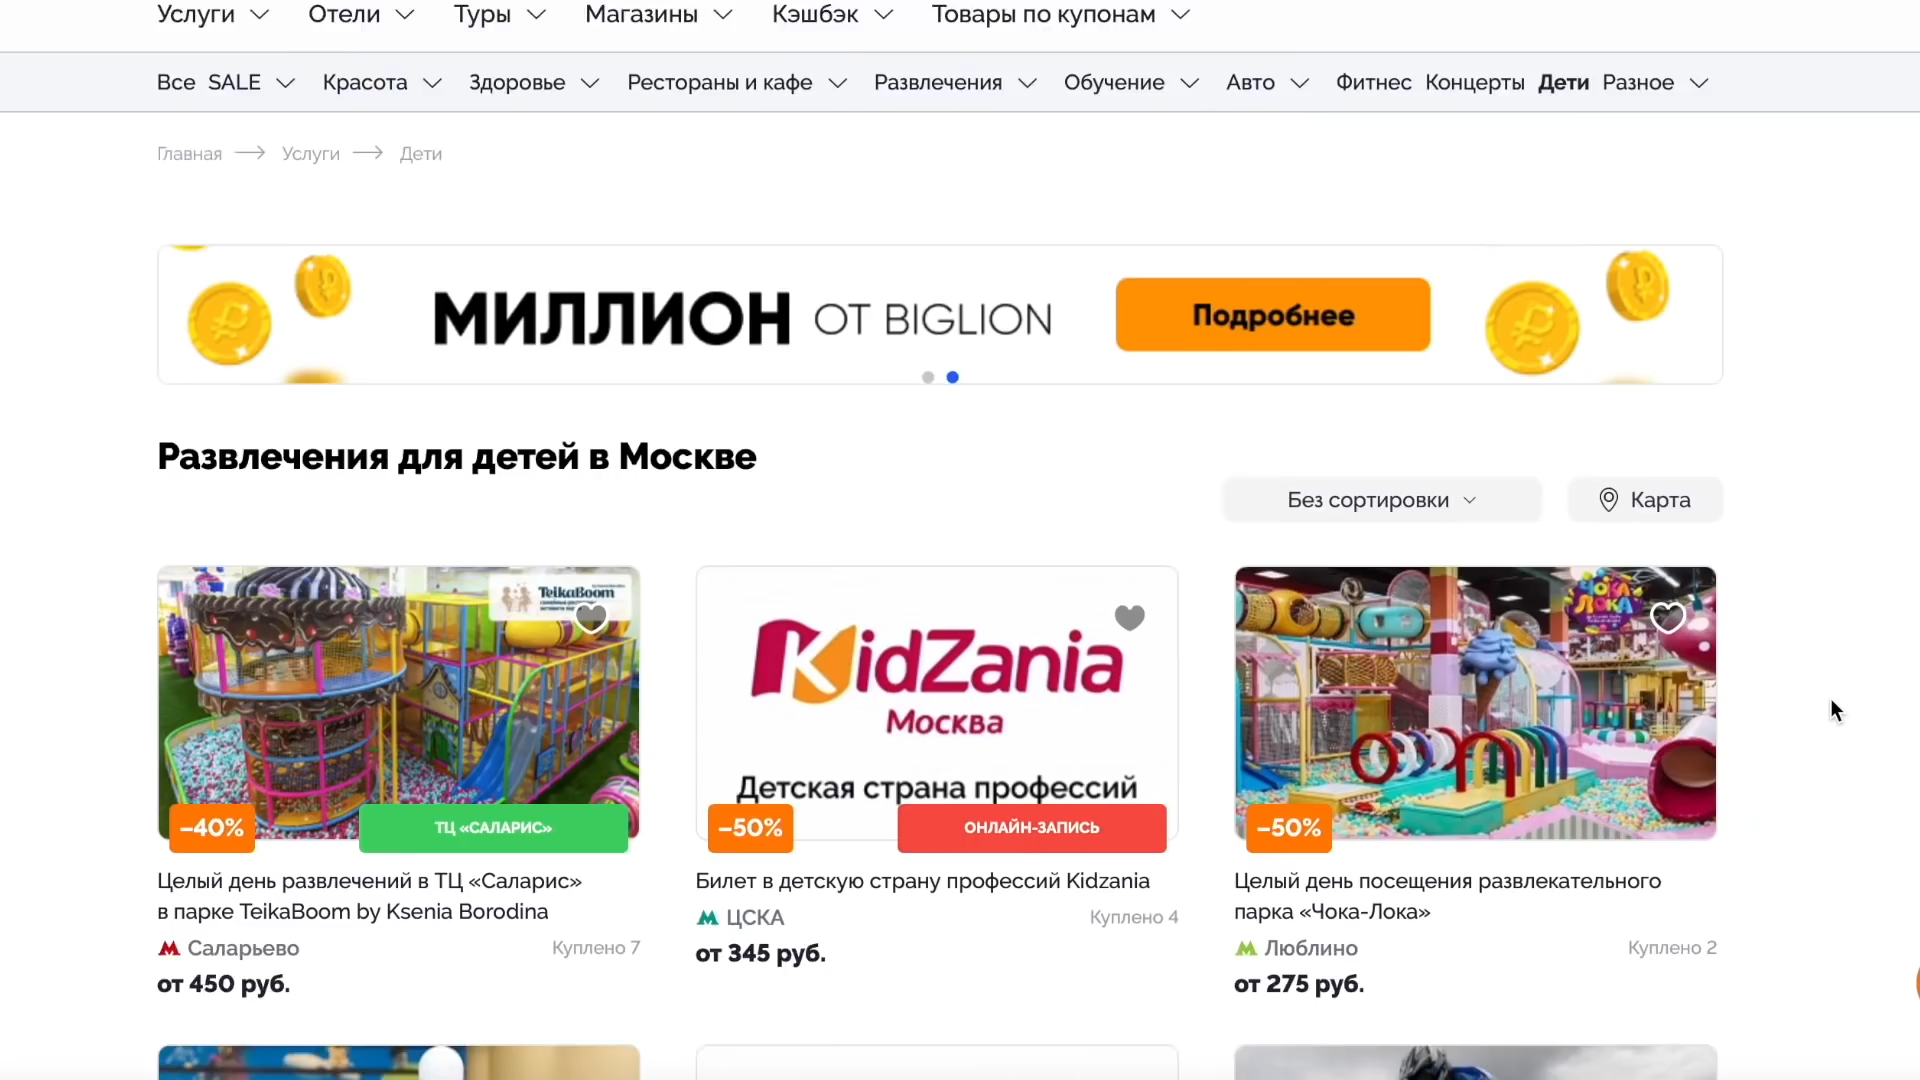 Услуги Отели Туры Магазины Кэшбэк Товары по купонам
Все SALE Красота Здоровье Рестораны и кафе Развлечения Обучение Авто Фитнес Концерты Дети Разное
Главная Услуги Дети
МИЛЛИОН ОТ BIGLION Подробнее
Развлечения для детей в Москве
Без сортировки Карта
TeikaBoom
KidZania
Москва
Детская страна профессий
ЧОКА
ЛОКА
–40% ТЦ «САЛАРИС»
–50% ОНЛАЙН-ЗАПИСЬ
–50%
Целый день развлечений в ТЦ «Саларис»
в парке TeikaBoom by Ksenia Borodina
Саларьево Куплено 7
от 450 руб.
Билет в детскую страну профессий Kidzania
ЦСКА Куплено 4
от 345 руб.
Целый день посещения развлекательного
парка «Чока-Лока»
Люблино Куплено 2
от 275 руб.